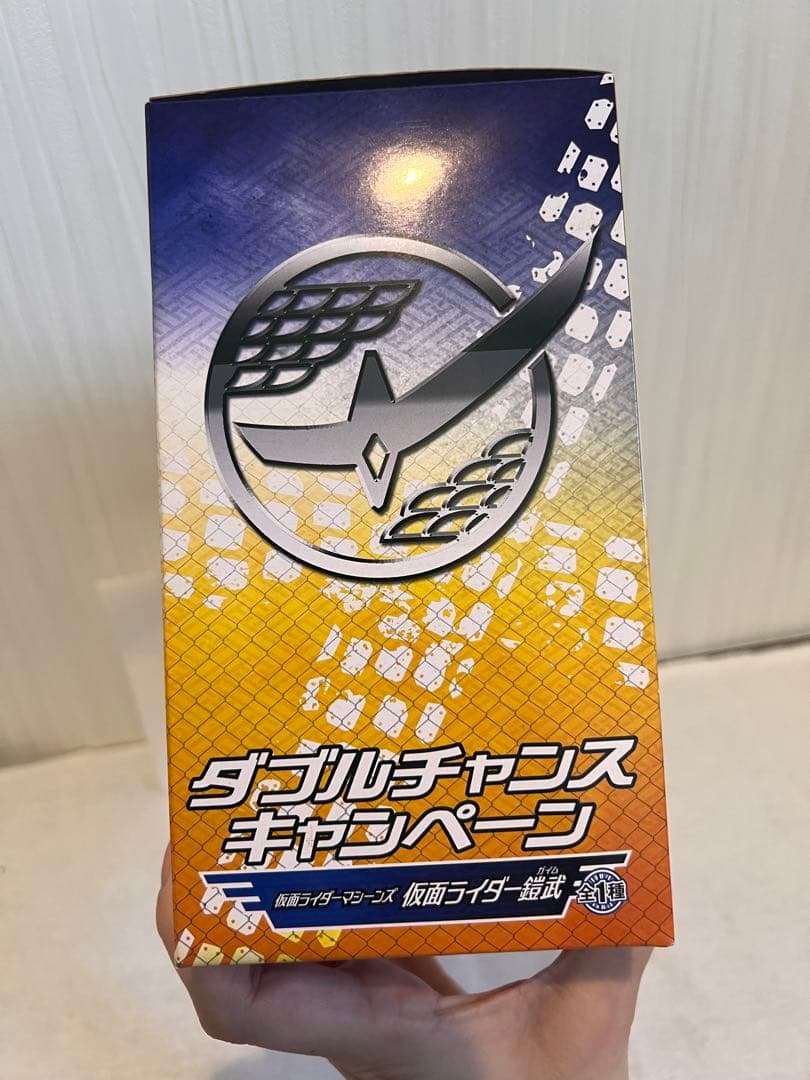 ダブルチャンス
キャンペーン
仮面ライダーマシーンズ 仮面ライダー鎧武 全1種
ガイム